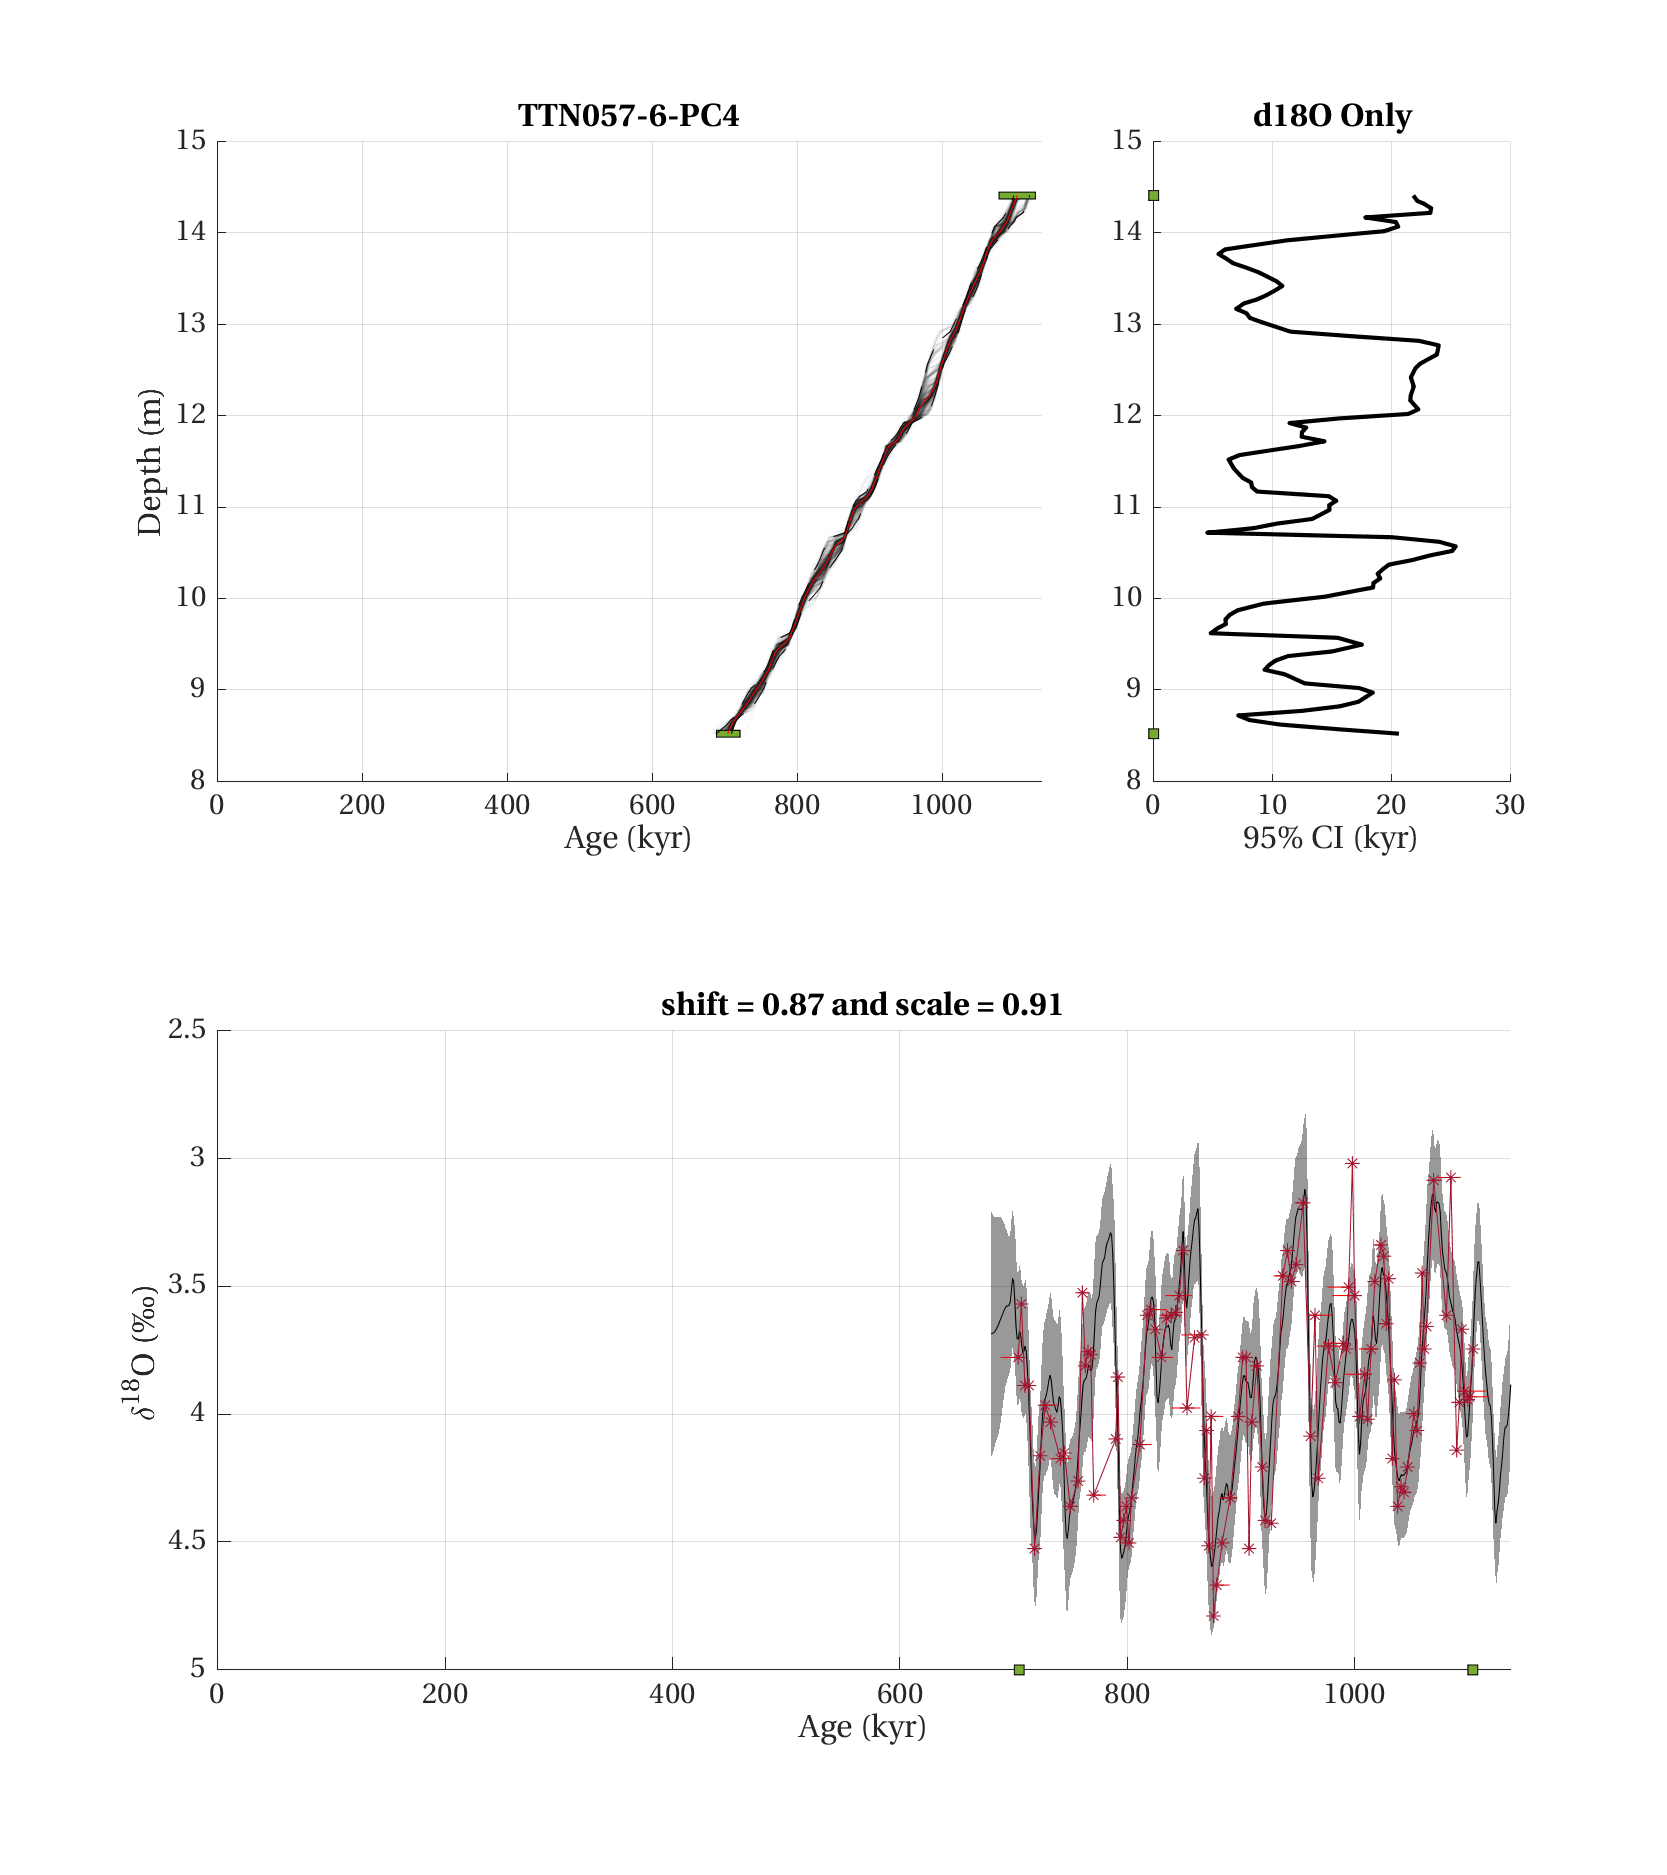 TTN057-6-PC4
15
14
13
12
11
10
9
8
Depth (m)
0 200 400 600 800 1000
Age (kyr)
d18O Only
15
14
13
12
11
10
9
8
0 10 20 30
95% CI (kyr)
shift = 0.87 and scale = 0.91
2.5
3
3.5
4
4.5
5
δ¹⁸O (‰)
0 200 400 600 800 1000
Age (kyr)